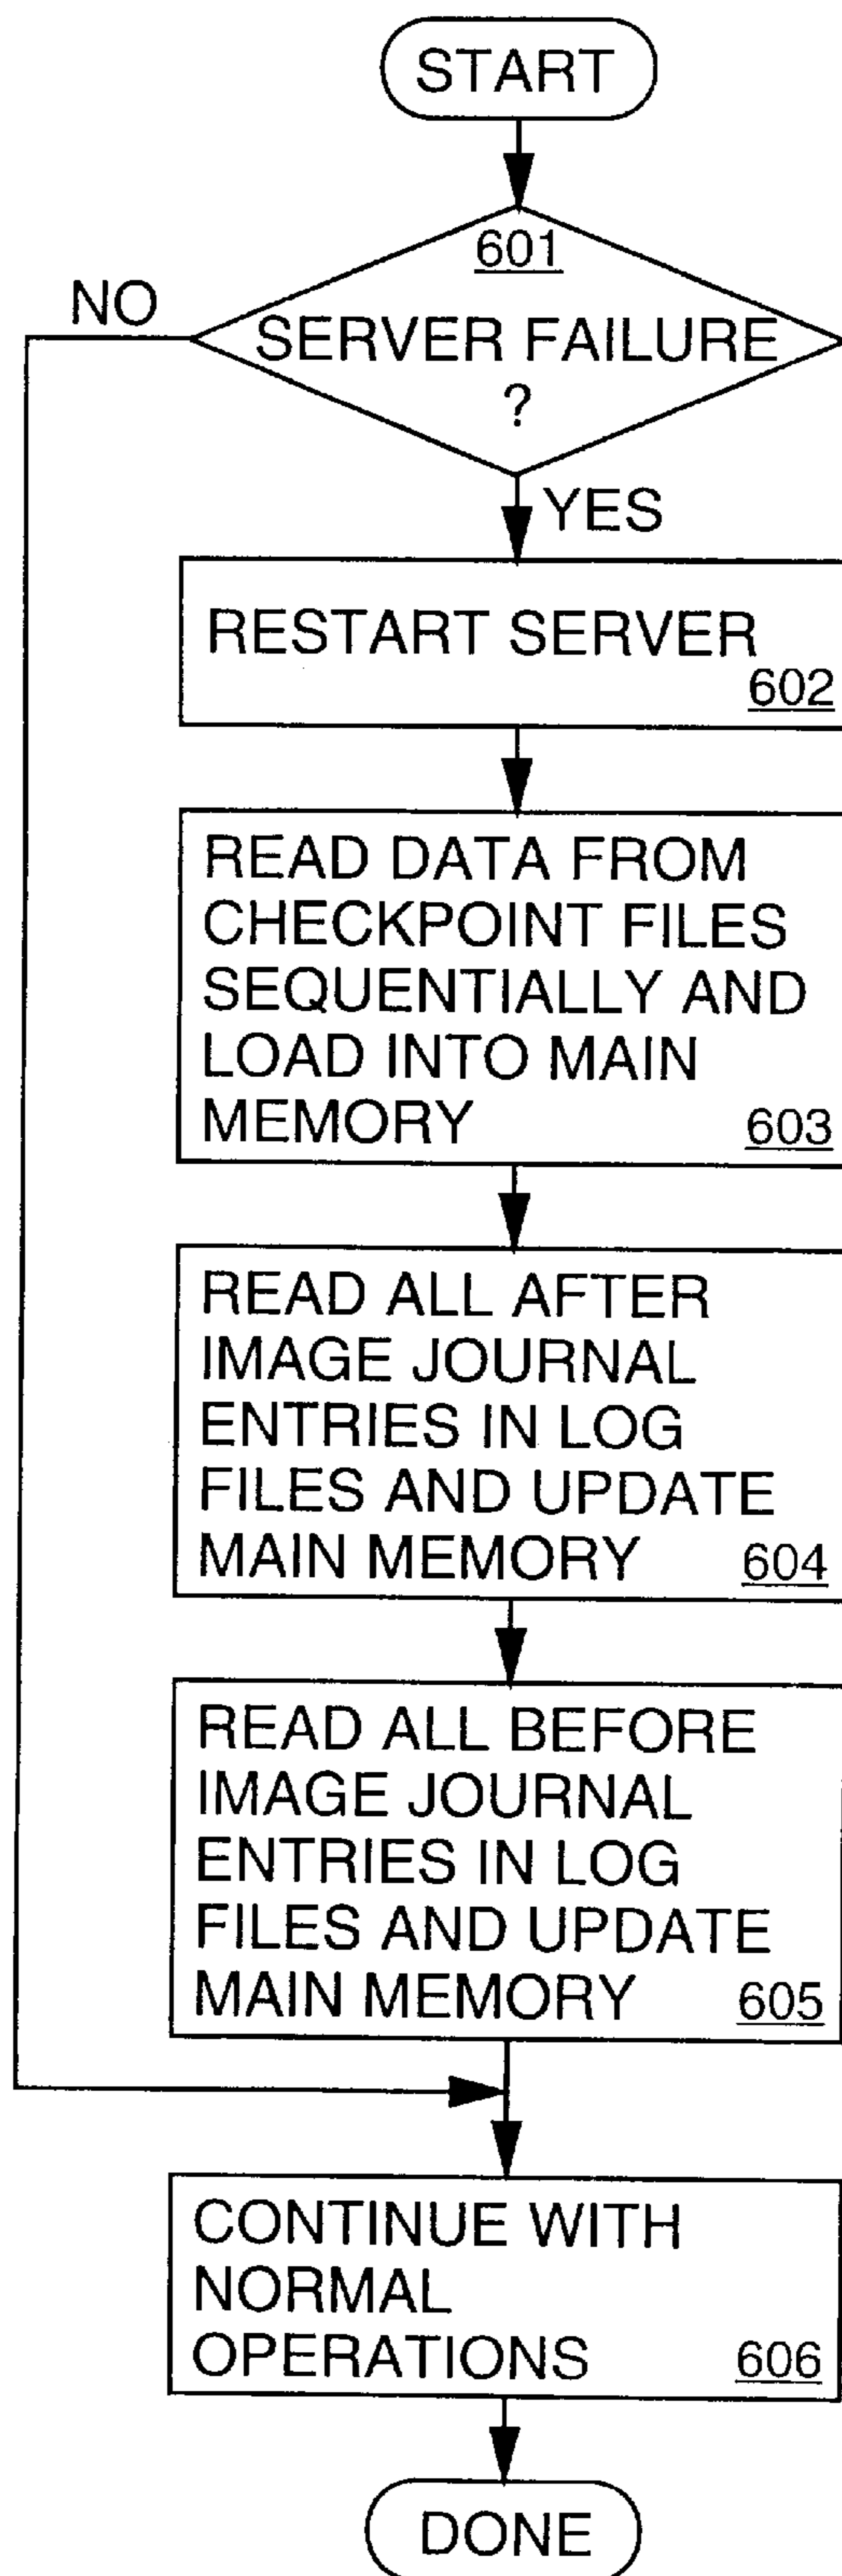 START
601
NO
SERVER FAILURE
?
YES
RESTART SERVER
602
READ DATA FROM
CHECKPOINT FILES
SEQUENTIALLY AND
LOAD INTO MAIN
MEMORY 603
READ ALL AFTER
IMAGE JOURNAL
ENTRIES IN LOG
FILES AND UPDATE
MAIN MEMORY 604
READ ALL BEFORE
IMAGE JOURNAL
ENTRIES IN LOG
FILES AND UPDATE
MAIN MEMORY 605
CONTINUE WITH
NORMAL
OPERATIONS 606
DONE